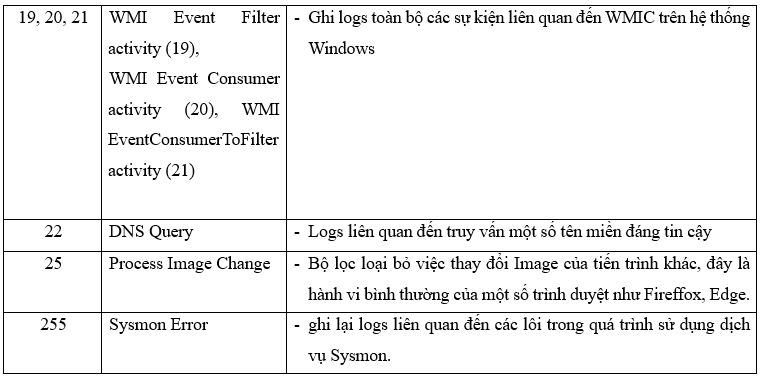 19, 20, 21
WMI Event Filter
activity (19),
WMI Event Consumer
activity (20), WMI
EventConsumerToFilter
activity (21)
- Ghi logs toàn bộ các sự kiện liên quan đến WMIC trên hệ thống
Windows
22
DNS Query
- Logs liên quan đến truy vấn một số tên miền đáng tin cậy
25
Process Image Change
- Bộ lọc loại bỏ việc thay đổi Image của tiến trình khác, đây là
hành vi bình thường của một số trình duyệt như Fireffox, Edge.
255
Sysmon Error
- ghi lại logs liên quan đến các lôi trong quá trình sử dụng dịch
vụ Sysmon.